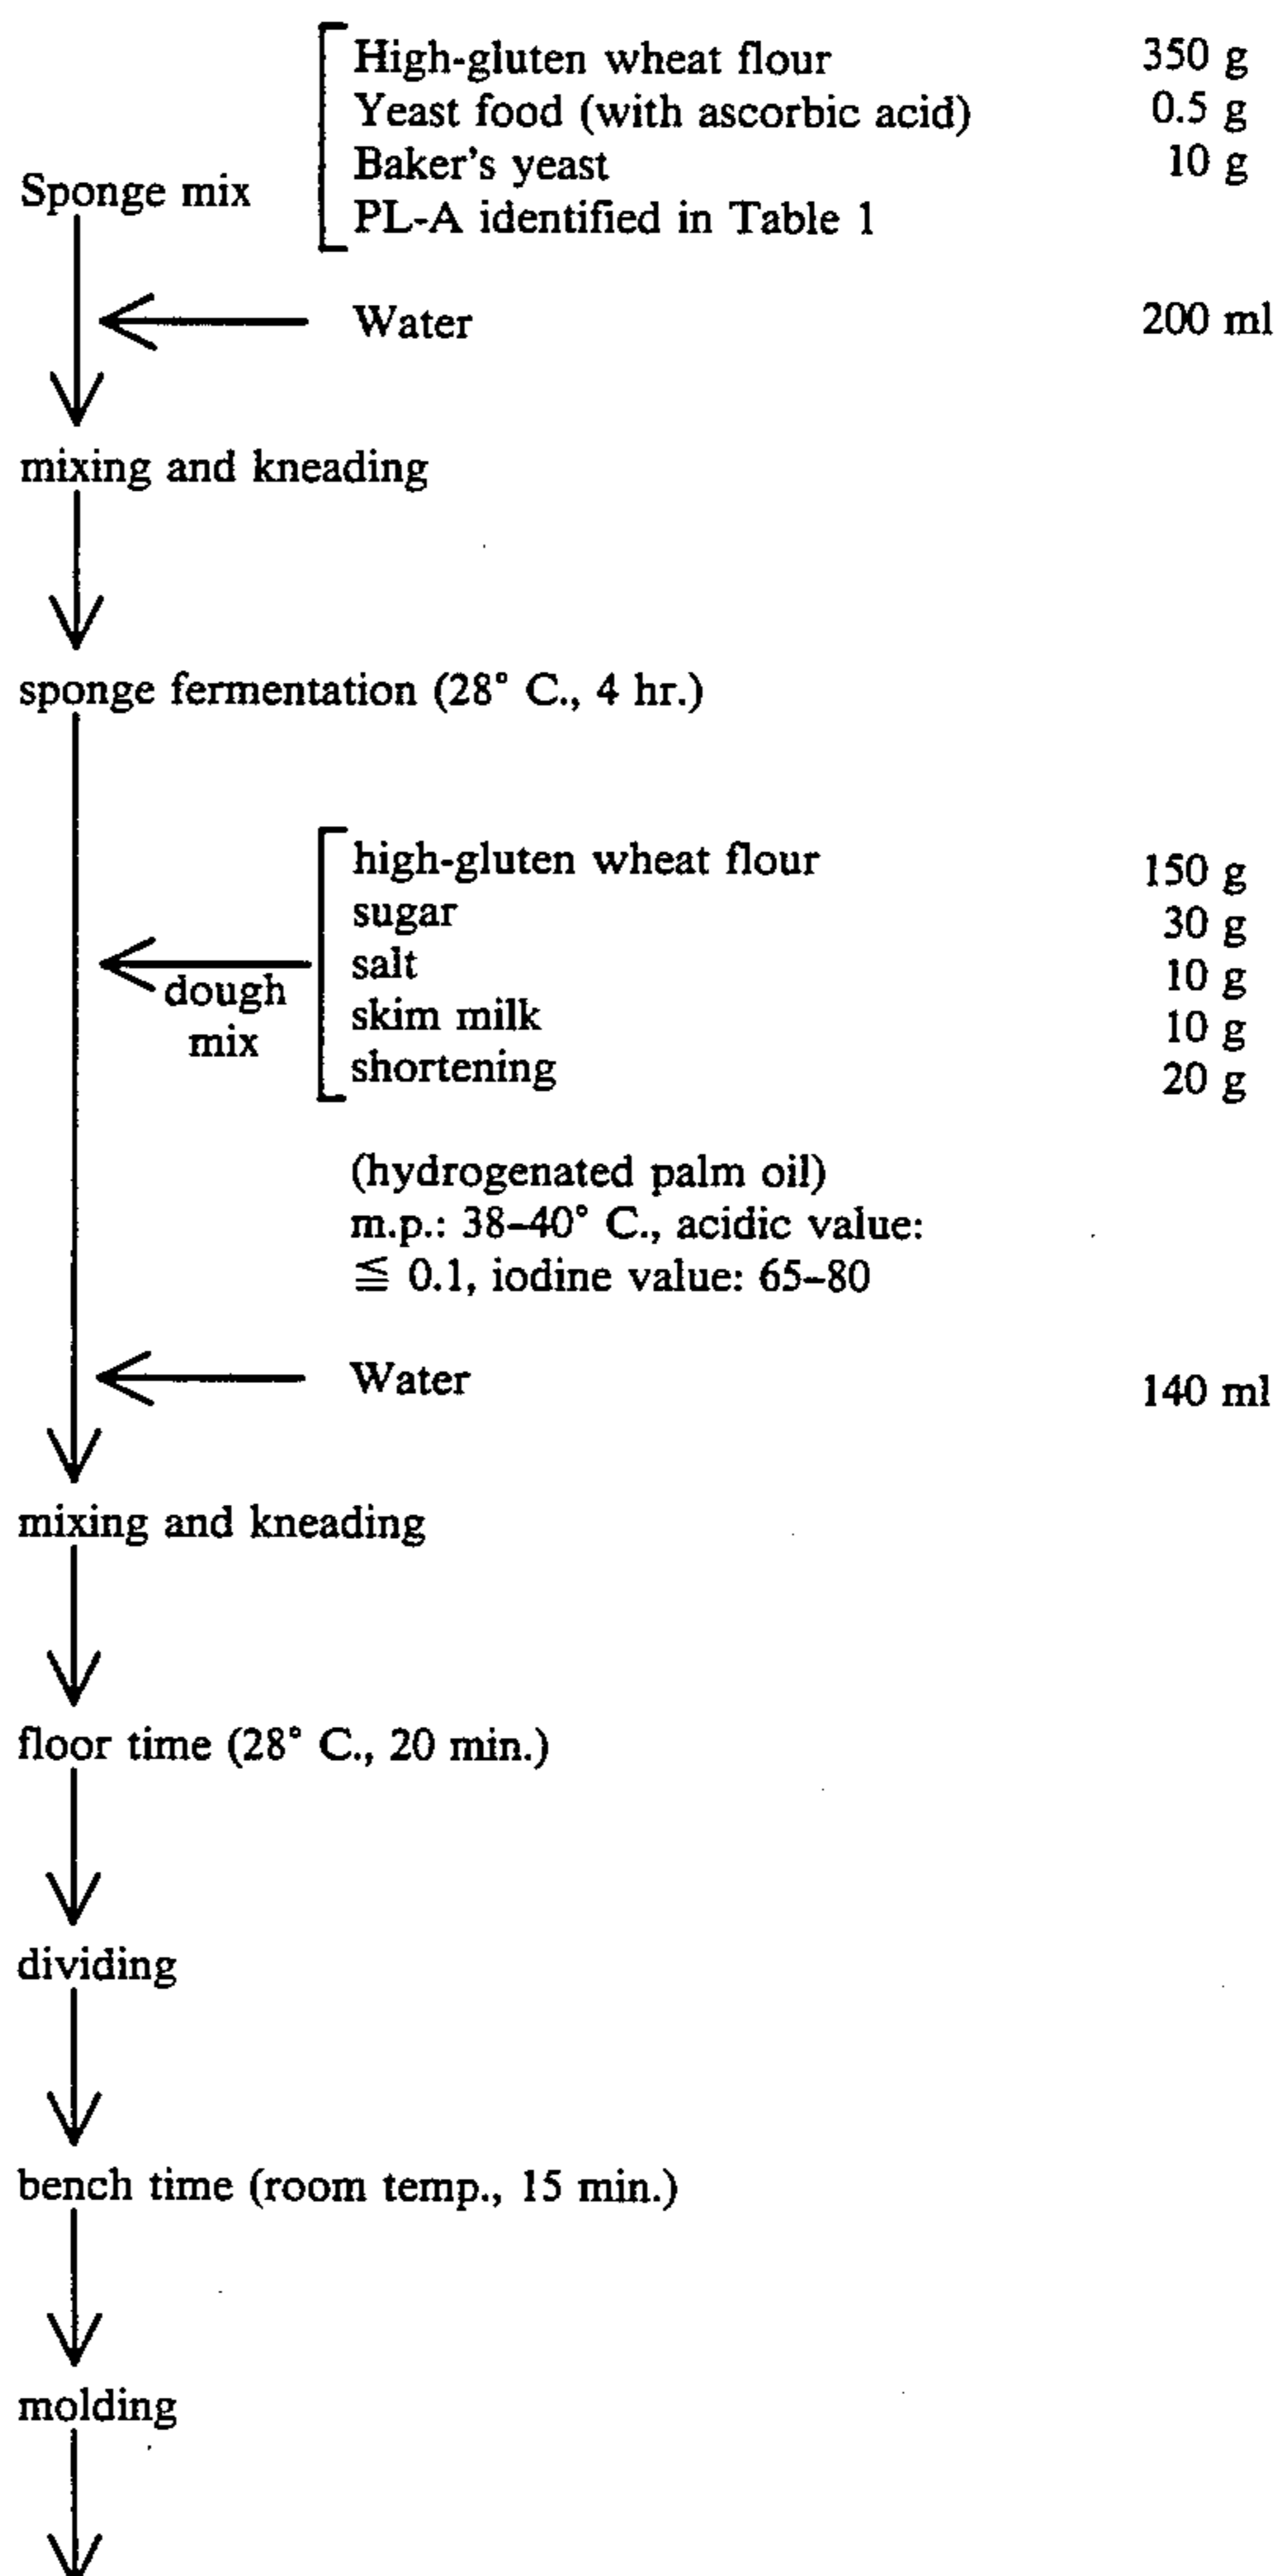 High-gluten wheat flour 350 g
Yeast food (with ascorbic acid) 0.5 g
Baker's yeast 10 g
Sponge mix
PL-A identified in Table 1
Water 200 ml
mixing and kneading
sponge fermentation (28° C., 4 hr.)
high-gluten wheat flour 150 g
sugar 30 g
salt 10 g
dough
skim milk 10 g
mix
shortening 20 g
(hydrogenated palm oil)
m.p.: 38–40° C., acidic value:
≦ 0.1, iodine value: 65–80
Water 140 ml
mixing and kneading
floor time (28° C., 20 min.)
dividing
bench time (room temp., 15 min.)
molding